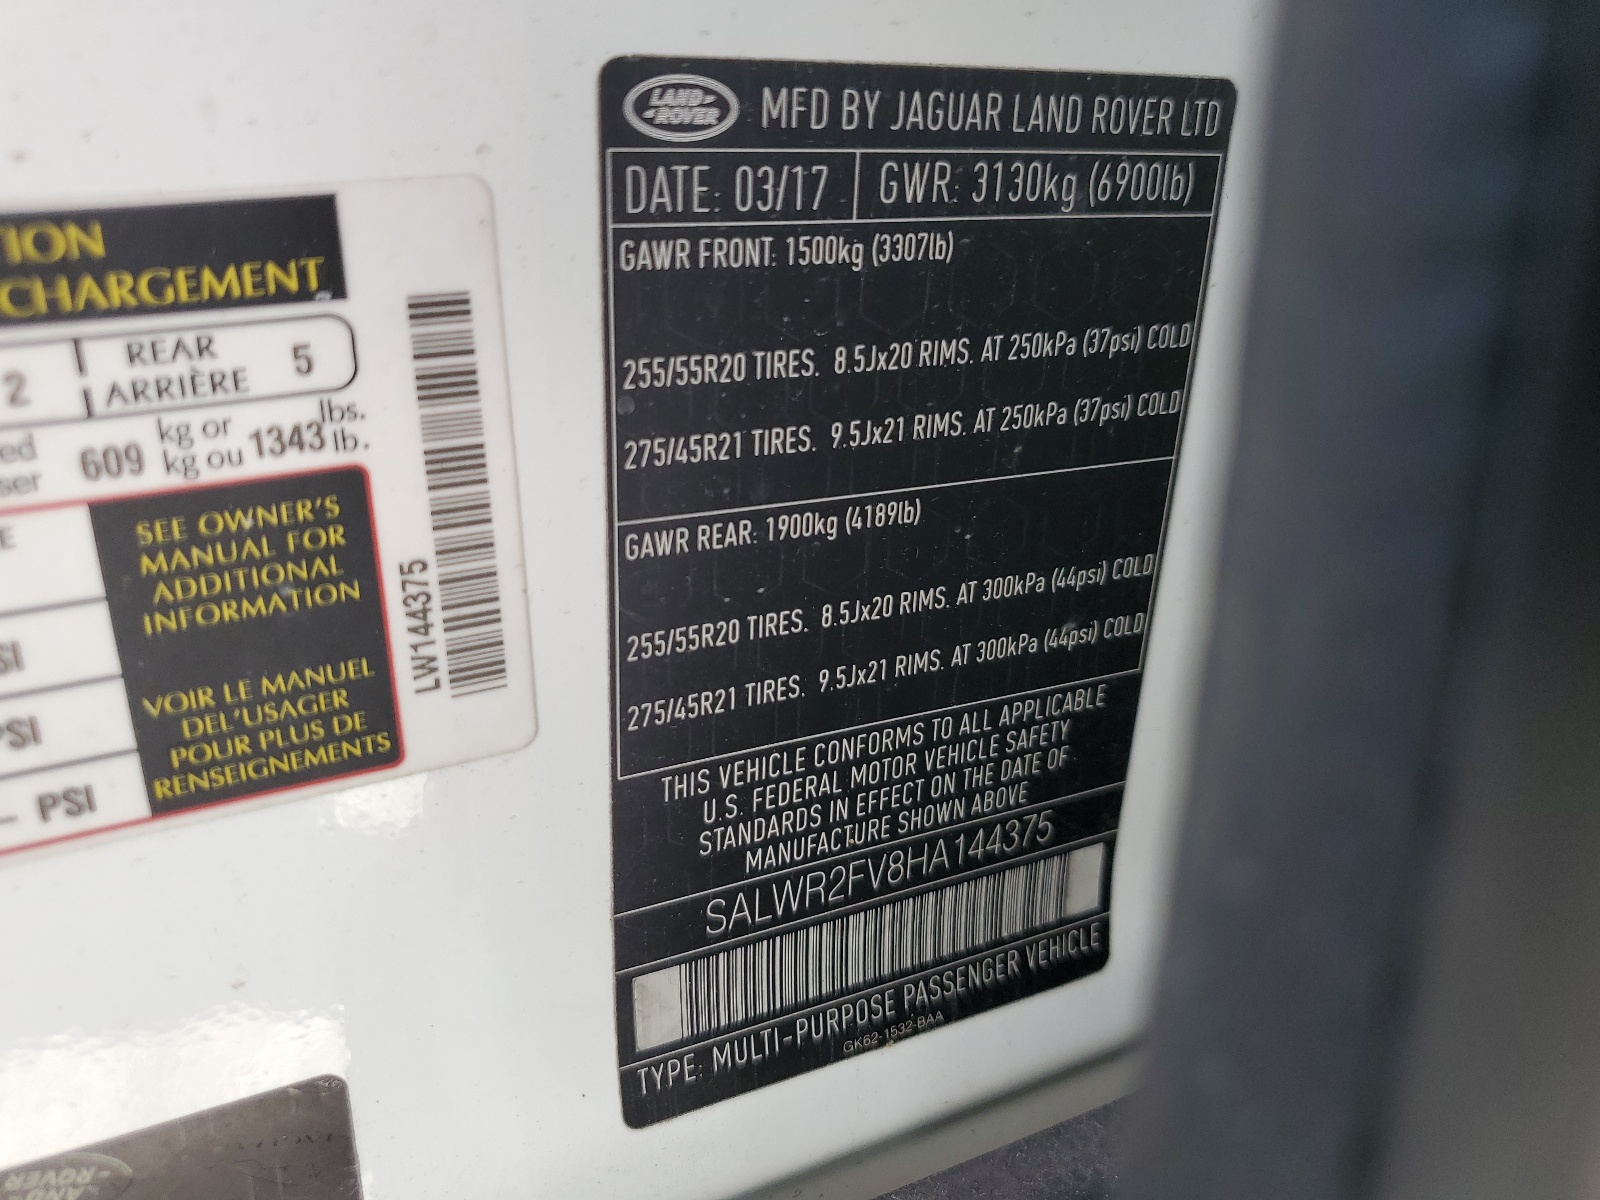 TION
CHARGEMENT
2 REAR ARRIÈRE 5
609 kg or kg ou 1343 lbs. lb.
SEE OWNER'S
MANUAL FOR
ADDITIONAL
INFORMATION
VOIR LE MANUEL
DEL'USAGER
POUR PLUS DE
RENSEIGNEMENTS
PSI
LW144375
LAND-
-ROVER
MFD BY JAGUAR LAND ROVER LTD
DATE: 03/17 GWR: 3130kg (6900lb)
GAWR FRONT: 1500kg (3307lb)
255/55R20 TIRES. 8.5Jx20 RIMS. AT 250kPa (37psi) COLD
275/45R21 TIRES. 9.5Jx21 RIMS. AT 250kPa (37psi) COLD
GAWR REAR: 1900kg (4189lb)
255/55R20 TIRES. 8.5Jx20 RIMS. AT 300kPa (44psi) COLD
275/45R21 TIRES. 9.5Jx21 RIMS. AT 300kPa (44psi) COLD
THIS VEHICLE CONFORMS TO ALL APPLICABLE
U.S. FEDERAL MOTOR VEHICLE SAFETY
STANDARDS IN EFFECT ON THE DATE OF
MANUFACTURE SHOWN ABOVE
SALWR2FV8HA144375
TYPE: MULTI-PURPOSE PASSENGER VEHICLE
GK62-1532-BAA
LAND-
-ROVER